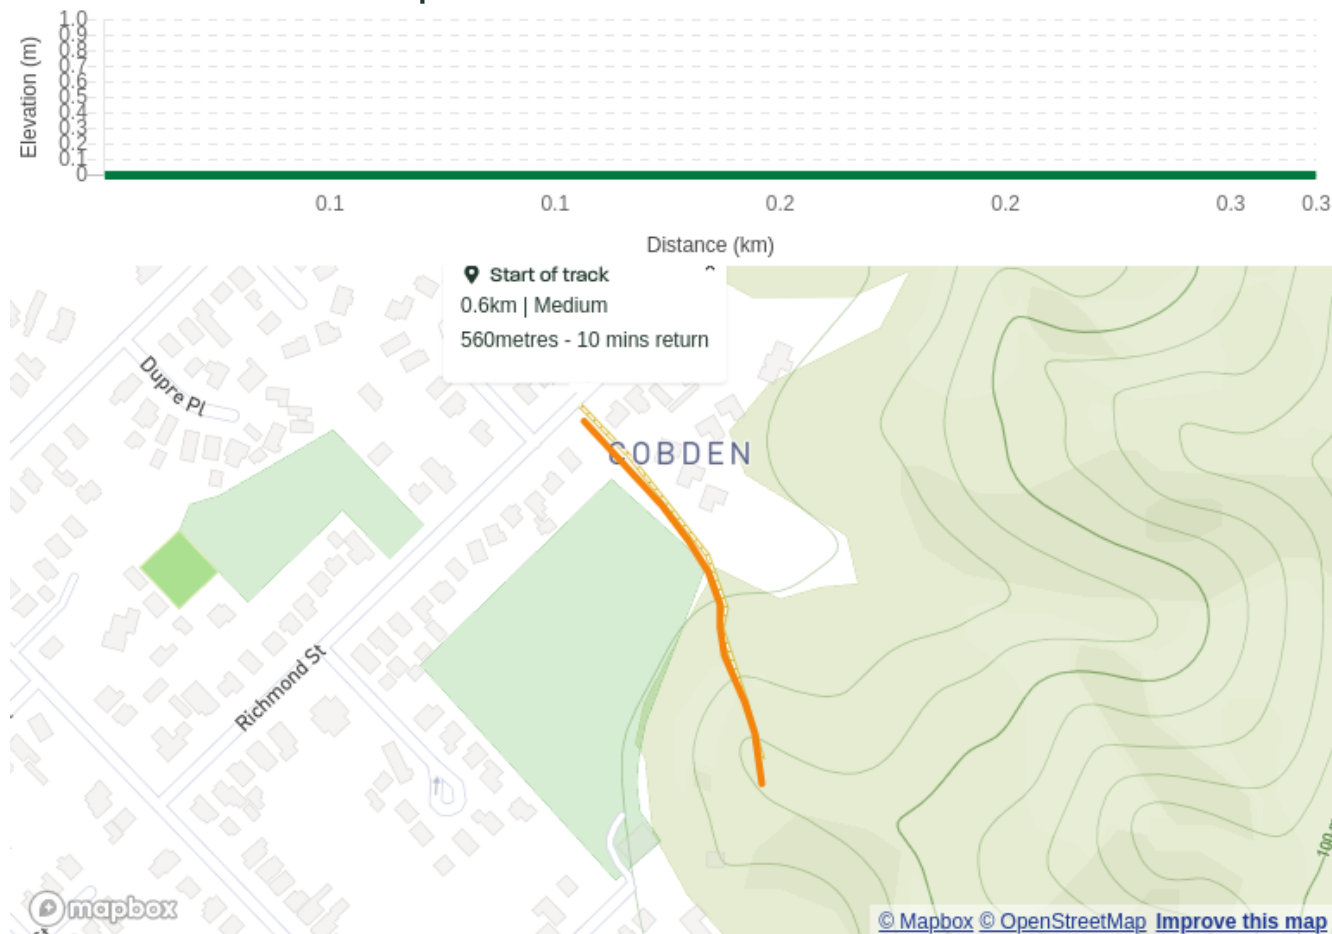 1.0
0.9
0.8
0.7
0.6
0.5
0.4
0.3
0.2
0.1
0
Elevation (m)
0.1 0.1 0.2 0.2 0.3 0.3
Distance (km)
Start of track
0.6km | Medium
560metres - 10 mins return
Dupre Pl
COBDEN
Richmond St
100
mapbox
© Mapbox © OpenStreetMap Improve this map